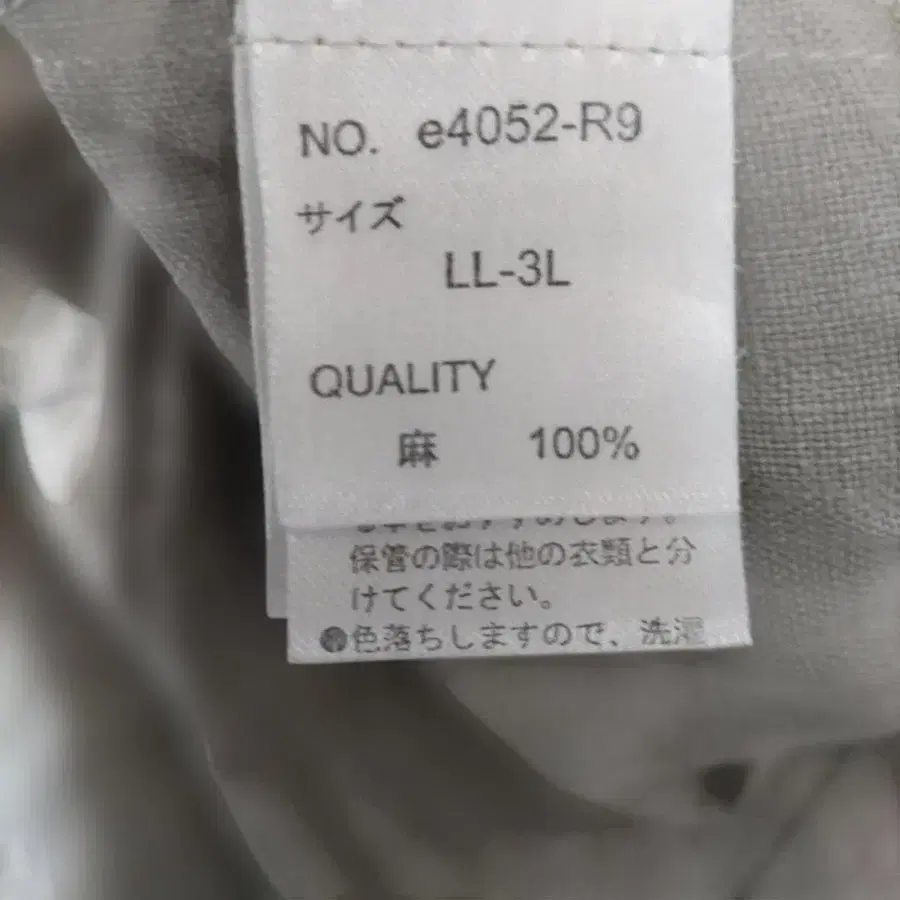 NO. e4052-R9
サイズ
LL-3L
QUALITY
麻 100%
保管の際は他の衣類と分
けてください。
●色落ちしますので、洗濯